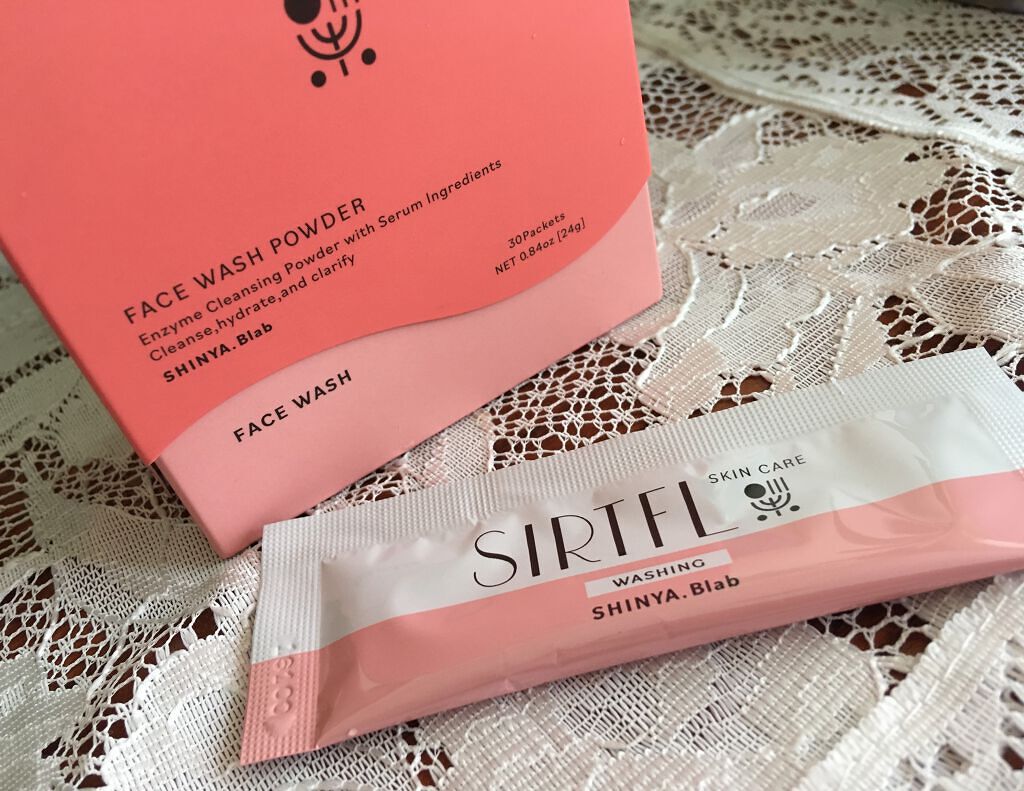 FACE WASH POWDER
Enzyme Cleansing Powder with Serum Ingredients
Cleanse,hydrate,and clarify
SHINYA.Blab
30Packets
NET 0.84oz [24g]
FACE WASH
SKIN CARE
SIRTFL
WASHING
SHINYA.Blab